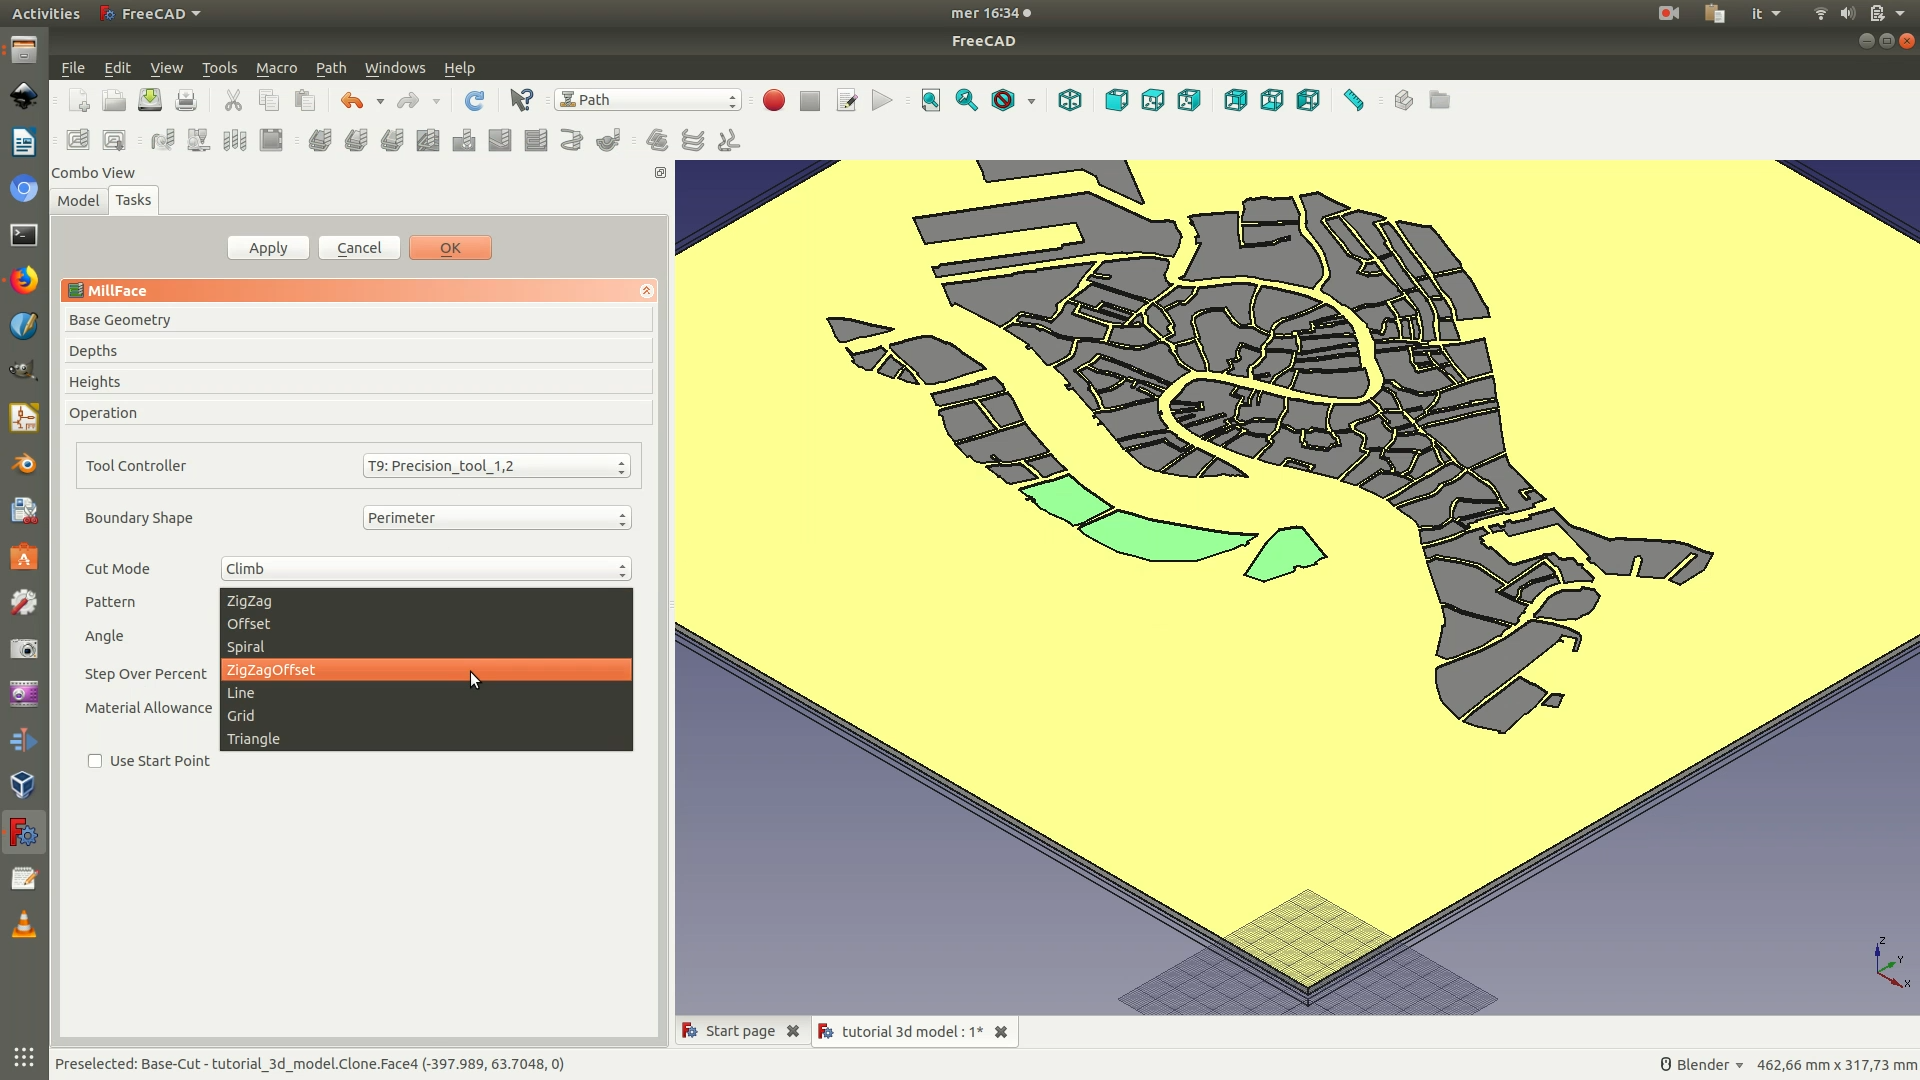 Activities FreeCAD mer 16:34 it
FreeCAD
File Edit View Tools Macro Path Windows Help
Path
Combo View
Model Tasks
Apply Cancel OK
MillFace
Base Geometry
Depths
Heights
Operation
Tool Controller T9: Precision_tool_1,2
Boundary Shape Perimeter
Cut Mode Climb
Pattern ZigZag
Offset
Angle
Spiral
Step Over Percent ZigZagOffset
Line
Material Allowance Grid
Triangle
Use Start Point
Z
Y
X
Start page tutorial 3d model : 1*
Preselected: Base-Cut - tutorial_3d_model.Clone.Face4 (-397.989, 63.7048, 0) Blender 462,66 mm x 317,73 mm